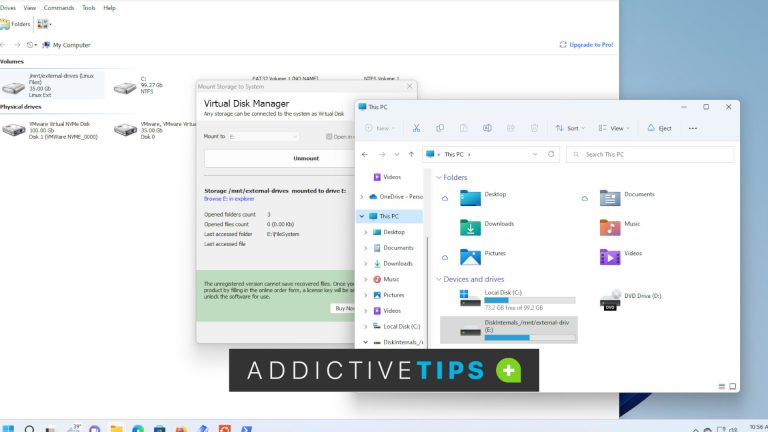 Drives View Commands Tools Help
Folders
My Computer
Upgrade to Pro!
Volumes
/mnt/external-drives (Linux Files)
35.00 Gb
Linux Ext
C:
99.27 Gb
NTFS
FAT32 Volume 1 (NO NAME)
NTFS Volume 1
Physical drives
VMware Virtual NVMe Disk
100.00 Gb
Disk 1 (VMWare NVME_0000)
VMware, VMware Virtual
35.00 Gb
Disk 0
Mount Storage to System
Virtual Disk Manager
Any storage can be connected to the system as Virtual Disk
Mount to E:
Open in
Unmount
Storage /mnt/external-drives mounted to drive E:
Browse E: in explorer
Opened folders count 3
Opened files count 0 (0.00 Kb)
Last accessed folder E:\FileSystem
Last accessed file
The unregistered version cannot save recovered files. Once you
product by filling in the online order form, a license key will be
unlock the software for use.
Buy Now
This PC
New
Sort
View
Eject
This PC
Search This PC
Videos
OneDrive - Perso
This PC
Desktop
Documents
Downloads
Music
Pictures
Videos
Local Disk (C:)
DiskInternals_/m
Folders
Desktop
Documents
Downloads
Music
Pictures
Videos
Devices and drives
Local Disk (C:)
73.2 GB free of 99.2 GB
DVD Drive (D:)
DVD
DiskInternals_/mnt/external-driv
(E:)
ADDICTIVETIPS
39°
10:56 A